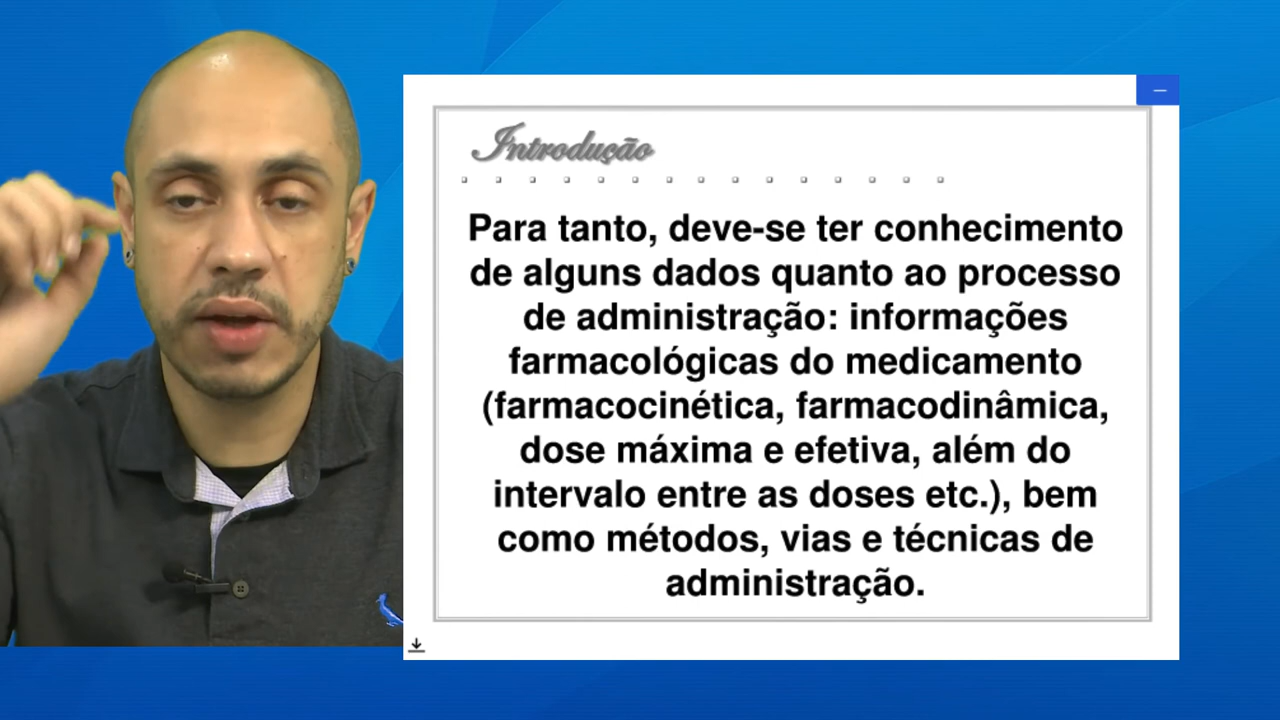 Introdução
Para tanto, deve-se ter conhecimento
de alguns dados quanto ao processo
de administração: informações
farmacológicas do medicamento
(farmacocinética, farmacodinâmica,
dose máxima e efetiva, além do
intervalo entre as doses etc.), bem
como métodos, vias e técnicas de
administração.